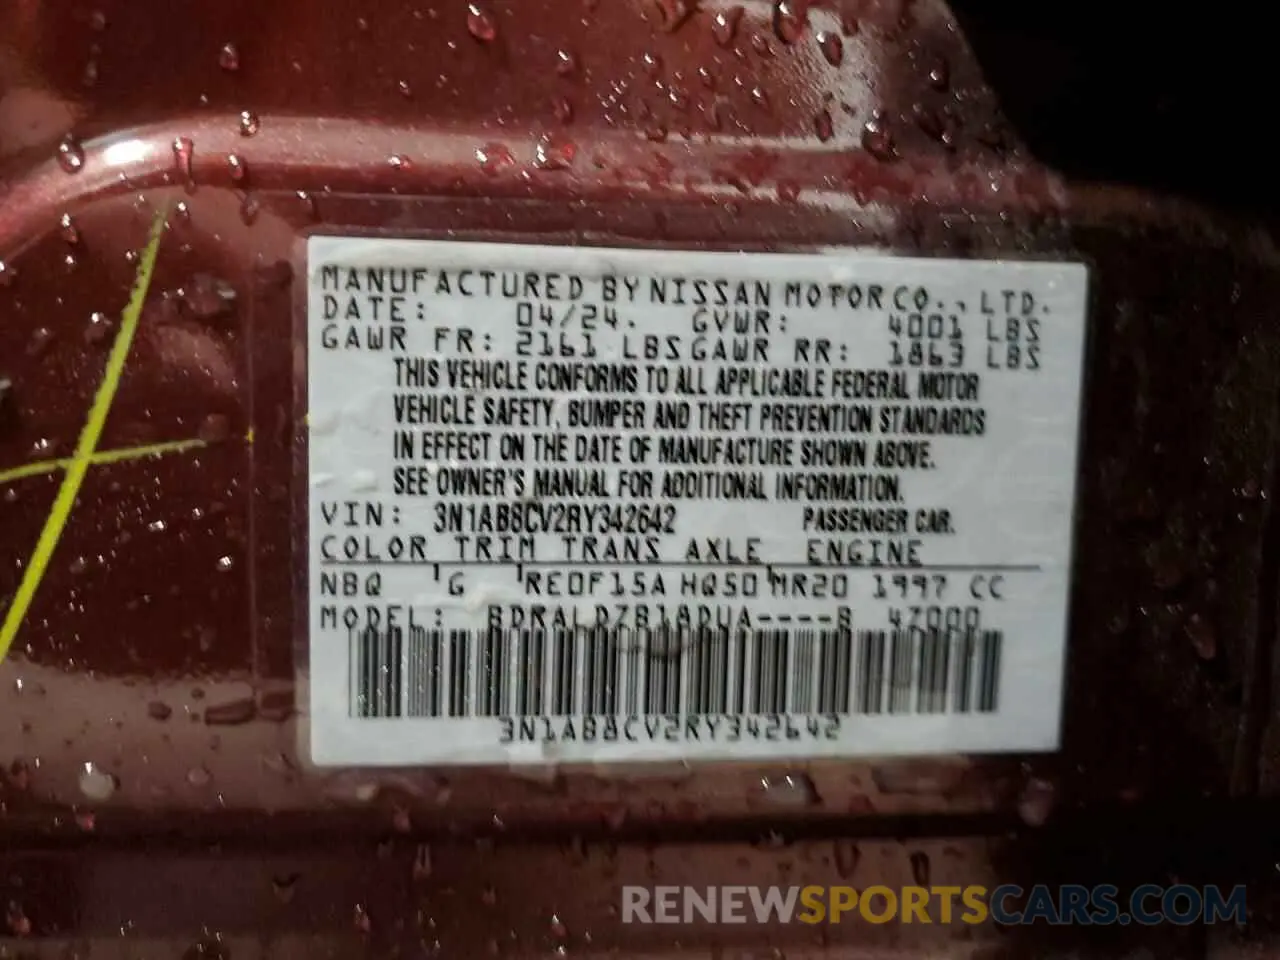 MANUFACTURED BY NISSAN MOTOR CO., LTD.
DATE: 04/24. GVWR: 4001 LBS
GAWR FR: 2161 LBS GAWR RR: 1863 LBS
THIS VEHICLE CONFORMS TO ALL APPLICABLE FEDERAL MOTOR
VEHICLE SAFETY, BUMPER AND THEFT PREVENTION STANDARDS
IN EFFECT ON THE DATE OF MANUFACTURE SHOWN ABOVE.
SEE OWNER'S MANUAL FOR ADDITIONAL INFORMATION.
VIN: 3N1AB8CV2RY342642 PASSENGER CAR.
COLOR TRIM TRANS AXLE ENGINE
NBQ G RE0F15A HQ50 MR20 1997 CC
MODEL: BDRALDZB18DUA----B 47000
3N1AB8CV2RY342642
RENEWSPORTSCARS.COM